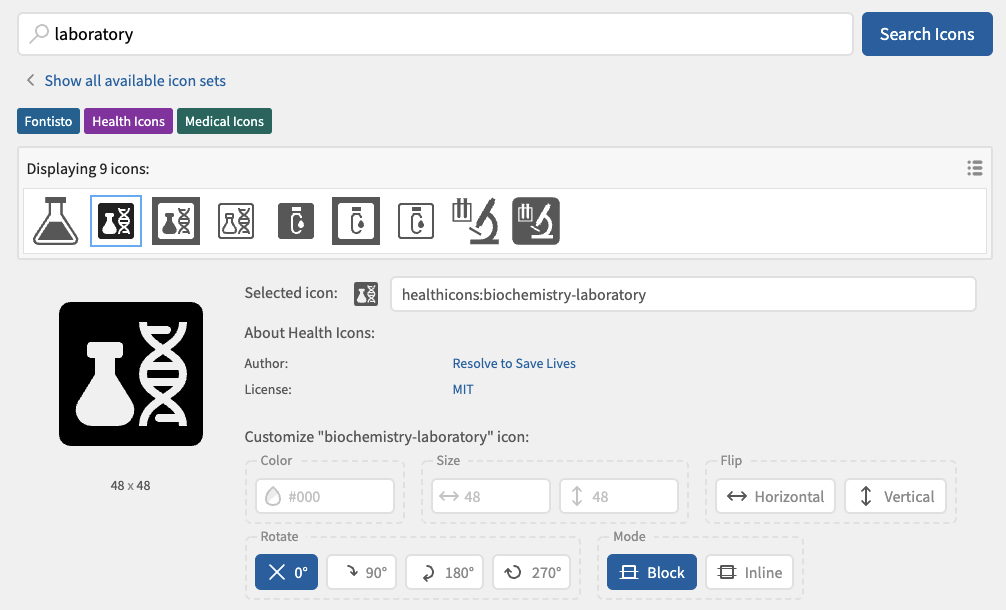 laboratory
Search Icons
Show all available icon sets
Fontisto Health Icons Medical Icons
Displaying 9 icons:
Selected icon: healthicons:biochemistry-laboratory
About Health Icons:
Author: Resolve to Save Lives
License: MIT
48 x 48
Customize "biochemistry-laboratory" icon:
Color Size Flip
#000 48 48 Horizontal Vertical
Rotate Mode
0° 90° 180° 270° Block Inline